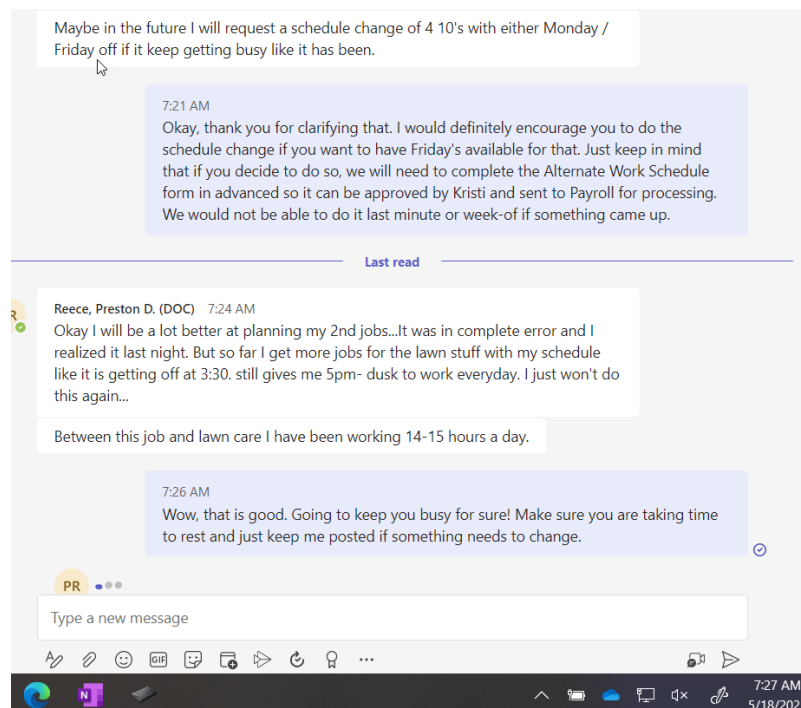 Maybe in the future I will request a schedule change of 4 10's with either Monday /
Friday off if it keep getting busy like it has been.
7:21 AM
Okay, thank you for clarifying that. I would definitely encourage you to do the
schedule change if you want to have Friday's available for that. Just keep in mind
that if you decide to do so, we will need to complete the Alternate Work Schedule
form in advanced so it can be approved by Kristi and sent to Payroll for processing.
We would not be able to do it last minute or week-of if something came up.
Last read
R
Reece, Preston D. (DOC) 7:24 AM
Okay I will be a lot better at planning my 2nd jobs...It was in complete error and I
realized it last night. But so far I get more jobs for the lawn stuff with my schedule
like it is getting off at 3:30. still gives me 5pm- dusk to work everyday. I just won't do
this again...
Between this job and lawn care I have been working 14-15 hours a day.
7:26 AM
Wow, that is good. Going to keep you busy for sure! Make sure you are taking time
to rest and just keep me posted if something needs to change.
PR
Type a new message
GIF
N
7:27 AM
5/18/202